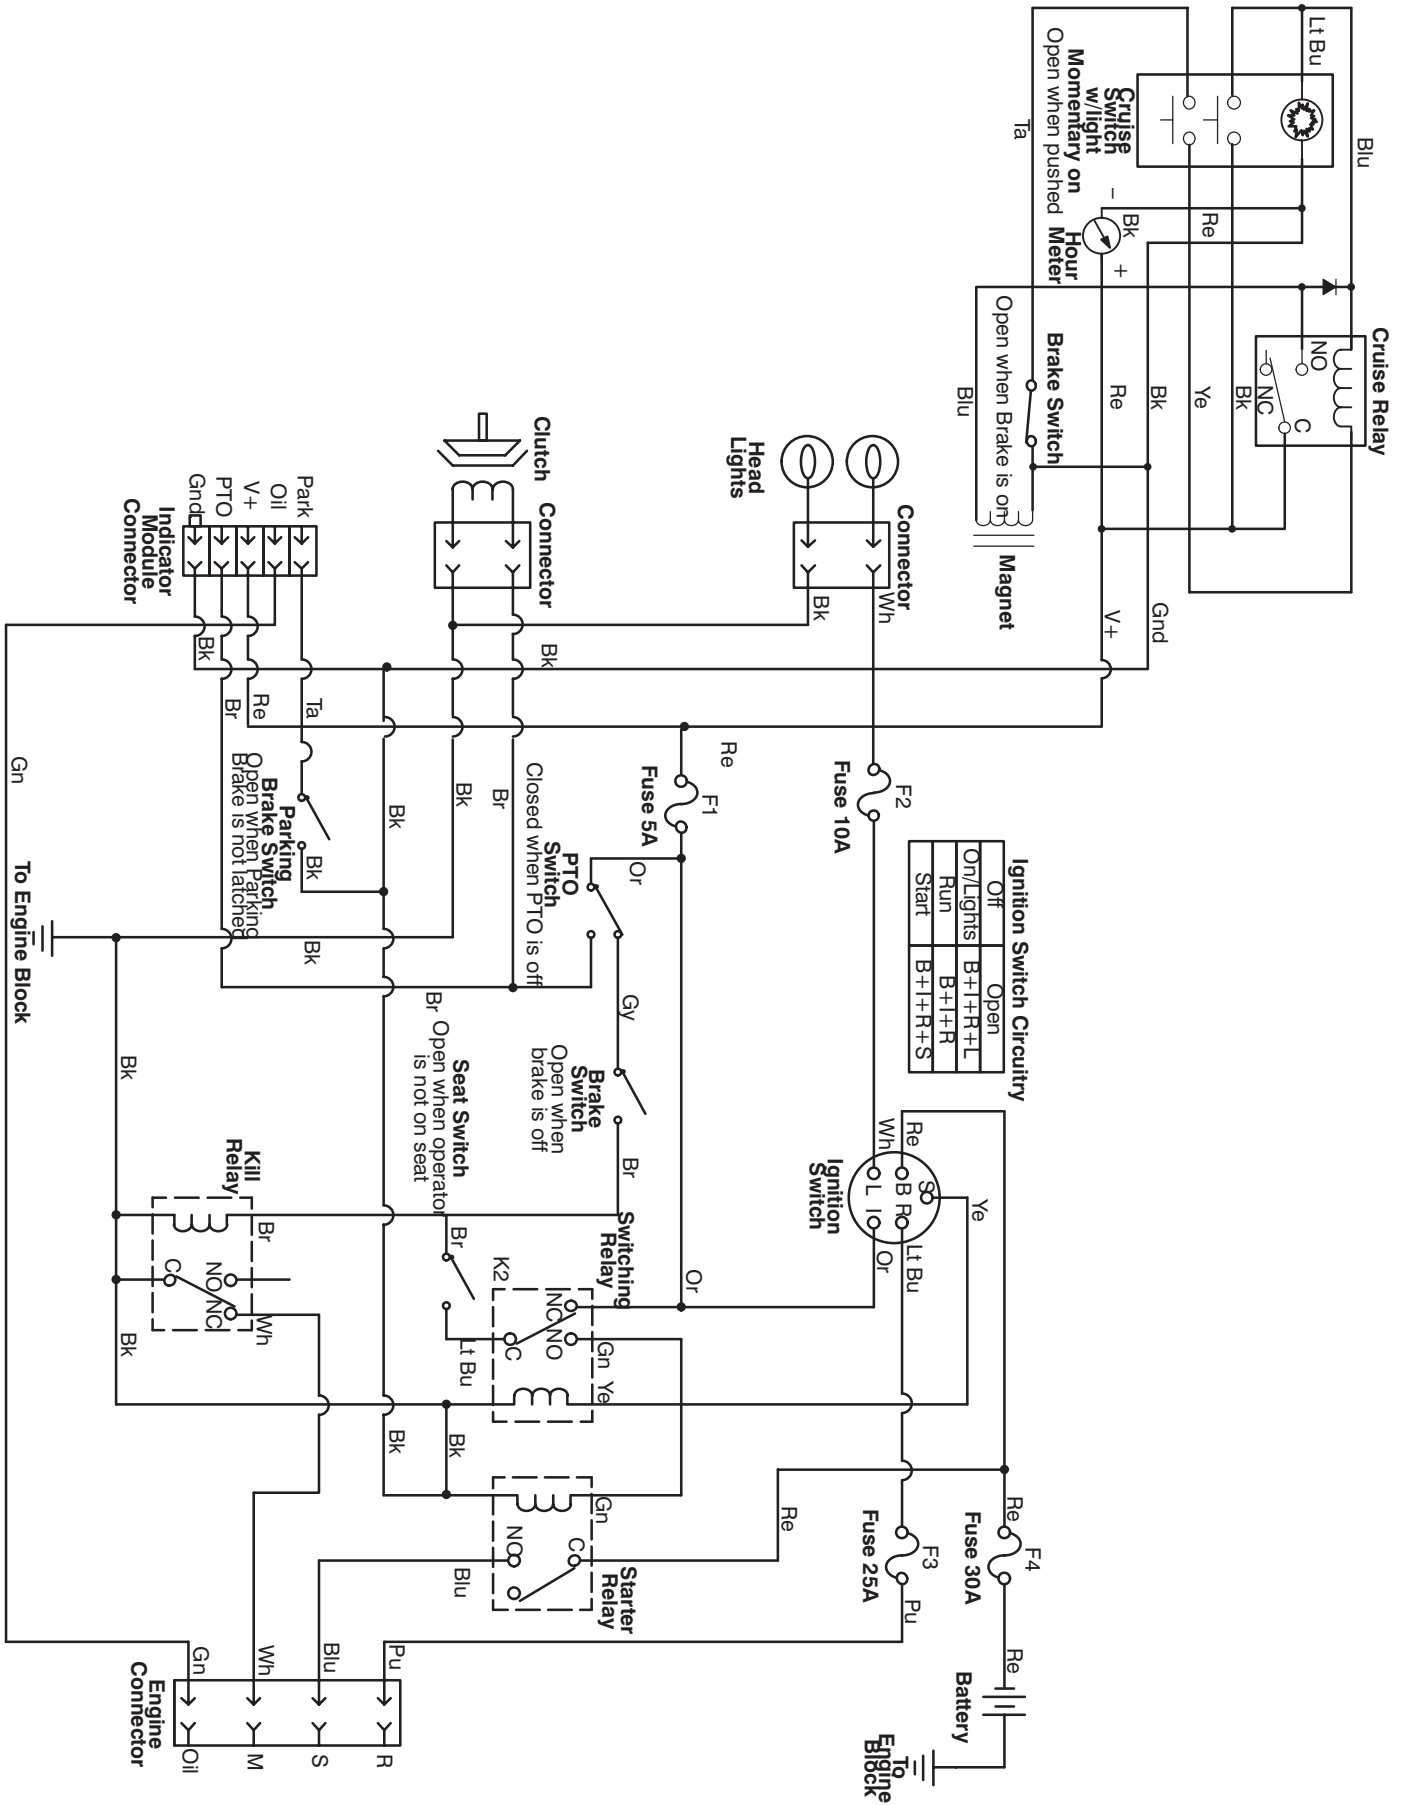 Cruise Relay
Blu
Lt Bu
NO
NC
C
Cruise
Switch
w/light
Momentary on
Open when pushed
Ta
–
Bk
Re
Hour
Meter
+
Open when Brake is on
Brake Switch
Blu
Re
Bk
Ye
Bk
Magnet
V+
Gnd
Head
Lights
Connector
Bk
Wh
Clutch
Connector
Bk
Park
Oil
V+
PTO
Gnd
Indicator
Module
Connector
Bk
Br
Re
Ta
Gn
Parking
Brake Switch
Open when Parking
Brake is not latched
Bk
Bk
Bk
Bk
Br
Re
F1
Fuse 5A
F2
Fuse 10A
Closed when PTO is off
PTO
Switch
Or
Gy
Ignition Switch Circuitry
Off Open
On/Lights B+I+R+L
Run B+I+R
Start B+I+R+S
To Engine Block
Bk
Br
Open when operator
is not on seat
Seat Switch
Brake
Switch
Open when
brake is off
Br
Wh
Re
Ignition
Switch
L
B
S
I
R
Ye
Or
Lt Bu
Or
Kill
Relay
Br
C
NO
NC
Wh
Bk
Br
Lt Bu
K2
Switching
Relay
NC
NO
C
Gn
Ye
Bk
Bk
Gn
NO
C
Starter
Relay
Blu
Re
F3
Fuse 25A
Pu
Re
F4
Fuse 30A
Re
Battery
To
Engine
Block
Gn
Wh
Blu
Pu
Engine
Connector
Oil
M
S
R